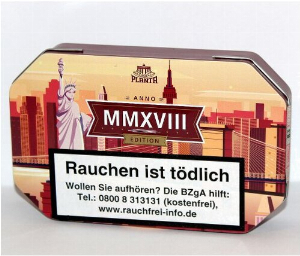 PLANTA
ANNO
MMXVIII
EDITION
Rauchen ist tödlich
Wollen Sie aufhören? Die BZgA hilft:
Tel.: 0800 8 313131 (kostenfrei),
www.rauchfrei-info.de